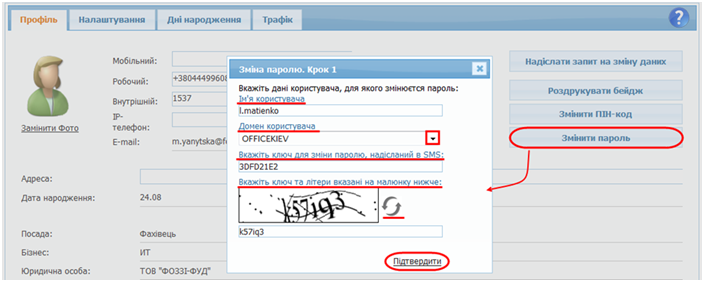 Профіль Налаштування Дні народження Трафік ?
Мобільний:
Робочий: +3804449960
Внутрішній: 1537
IP-телефон:
E-mail: m.yanytska@f
Замінити Фото
Зміна паролю. Крок 1
Вкажіть дані користувача, для якого змінюєтся пароль:
Ім'я користувача
l.matienko
Домен користувача
OFFICEKIEV
Вкажіть ключ для зміни паролю, надісланий в SMS:
3DFD21E2
Вкажіть ключ та літери вказані на малюнку нижче:
k57iq3
k57iq3
Підтвердити
Надіслати запит на зміну даних
Роздрукувати бейдж
Змінити ПІН-код
Змінити пароль
Адреса:
Дата народження: 24.08
Посада: Фахівець
Бізнес: ИТ
Юридична особа: ТОВ "ФОЗЗІ-ФУД"